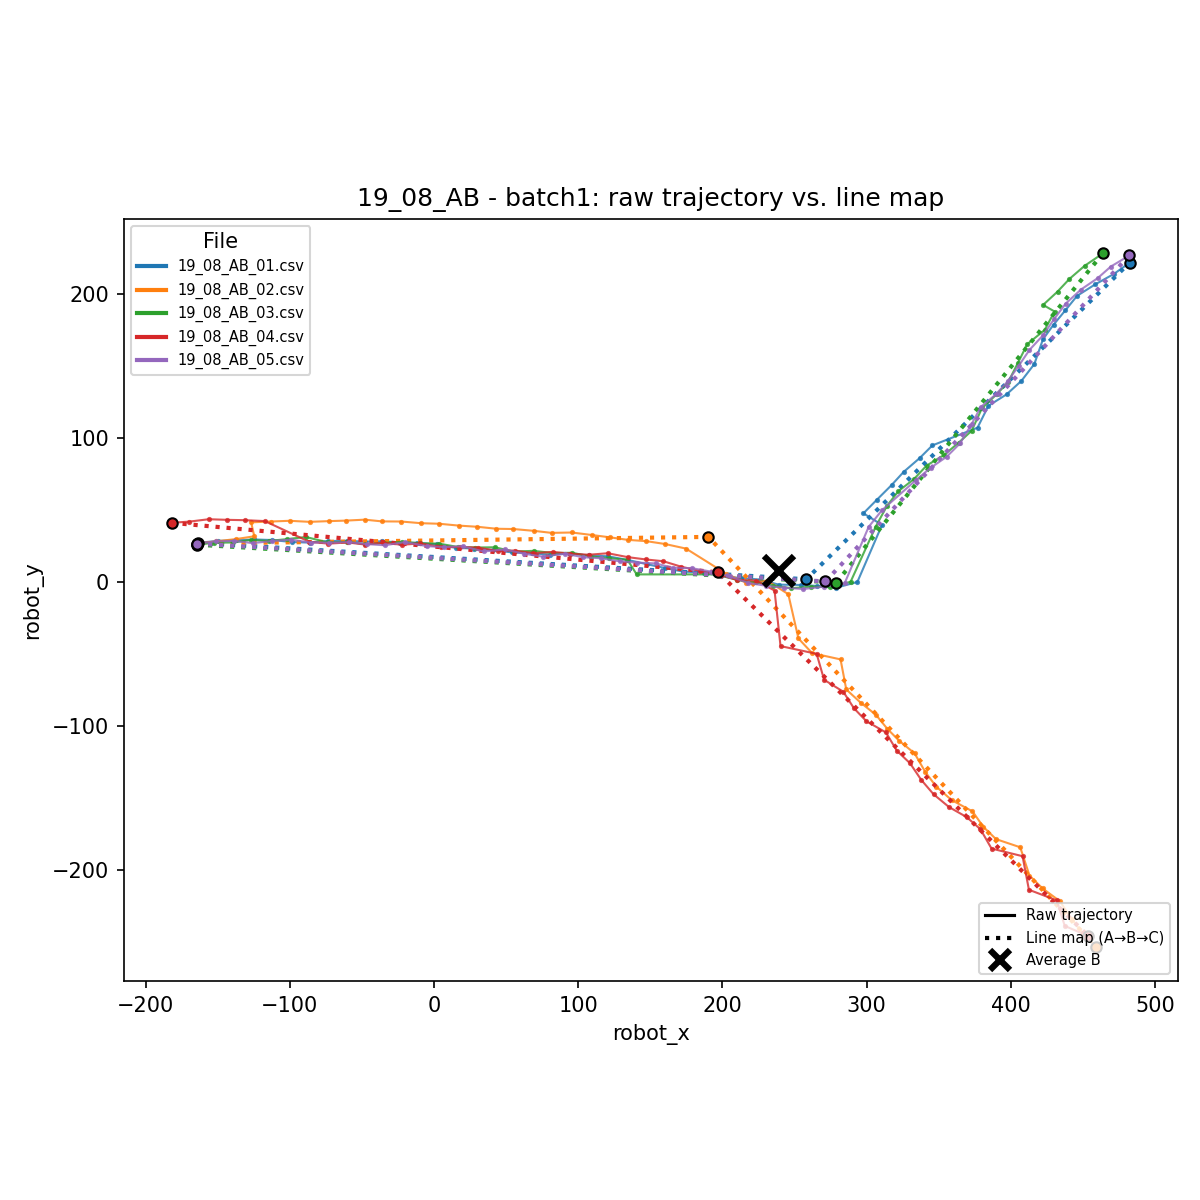 19_08_AB - batch1: raw trajectory vs. line map
File
19_08_AB_01.csv
19_08_AB_02.csv
19_08_AB_03.csv
19_08_AB_04.csv
19_08_AB_05.csv
robot_y
200
100
0
−100
−200
Raw trajectory
Line map (A→B→C)
Average B
−200 −100 0 100 200 300 400 500
robot_x